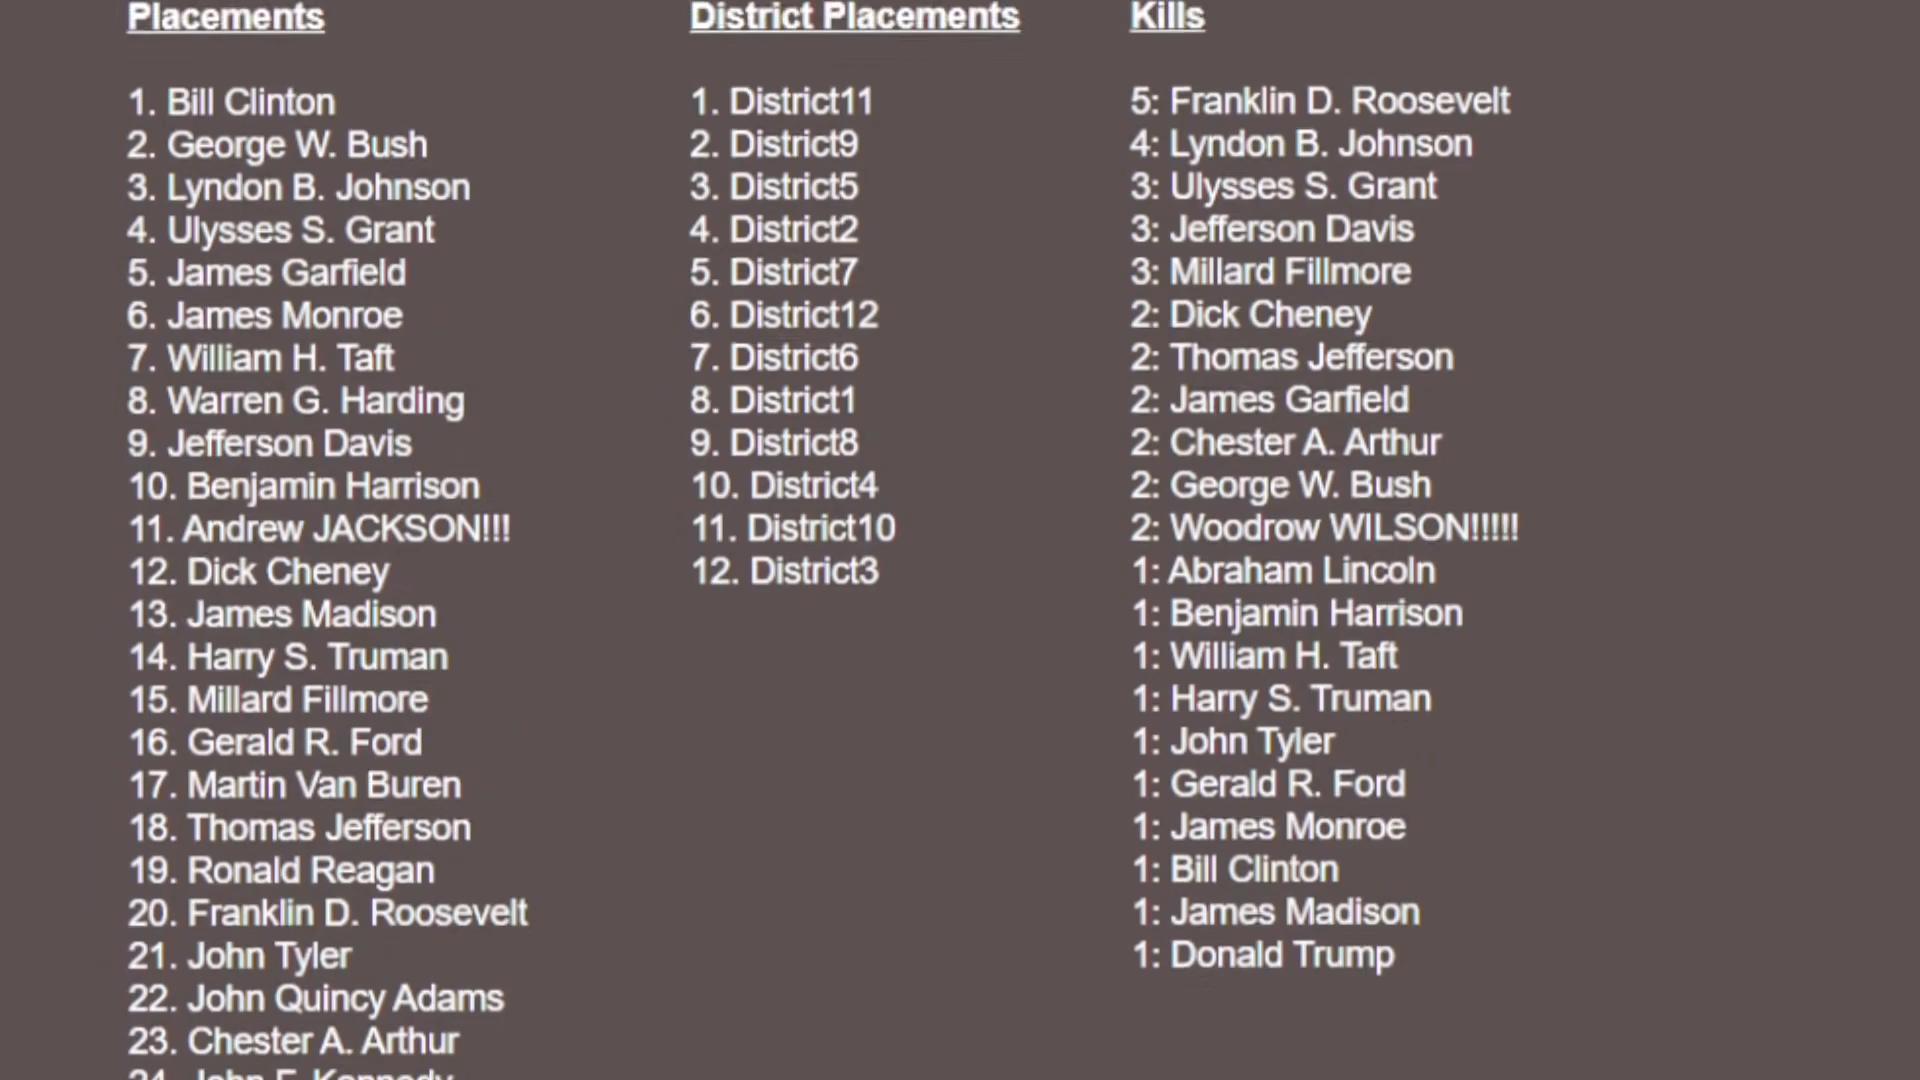 Placements
1. Bill Clinton
2. George W. Bush
3. Lyndon B. Johnson
4. Ulysses S. Grant
5. James Garfield
6. James Monroe
7. William H. Taft
8. Warren G. Harding
9. Jefferson Davis
10. Benjamin Harrison
11. Andrew JACKSON!!!
12. Dick Cheney
13. James Madison
14. Harry S. Truman
15. Millard Fillmore
16. Gerald R. Ford
17. Martin Van Buren
18. Thomas Jefferson
19. Ronald Reagan
20. Franklin D. Roosevelt
21. John Tyler
22. John Quincy Adams
23. Chester A. Arthur
24. John F. Kennedy
District Placements
1. District11
2. District9
3. District5
4. District2
5. District7
6. District12
7. District6
8. District1
9. District8
10. District4
11. District10
12. District3
Kills
5: Franklin D. Roosevelt
4: Lyndon B. Johnson
3: Ulysses S. Grant
3: Jefferson Davis
3: Millard Fillmore
2: Dick Cheney
2: Thomas Jefferson
2: James Garfield
2: Chester A. Arthur
2: George W. Bush
2: Woodrow WILSON!!!!!
1: Abraham Lincoln
1: Benjamin Harrison
1: William H. Taft
1: Harry S. Truman
1: John Tyler
1: Gerald R. Ford
1: James Monroe
1: Bill Clinton
1: James Madison
1: Donald Trump